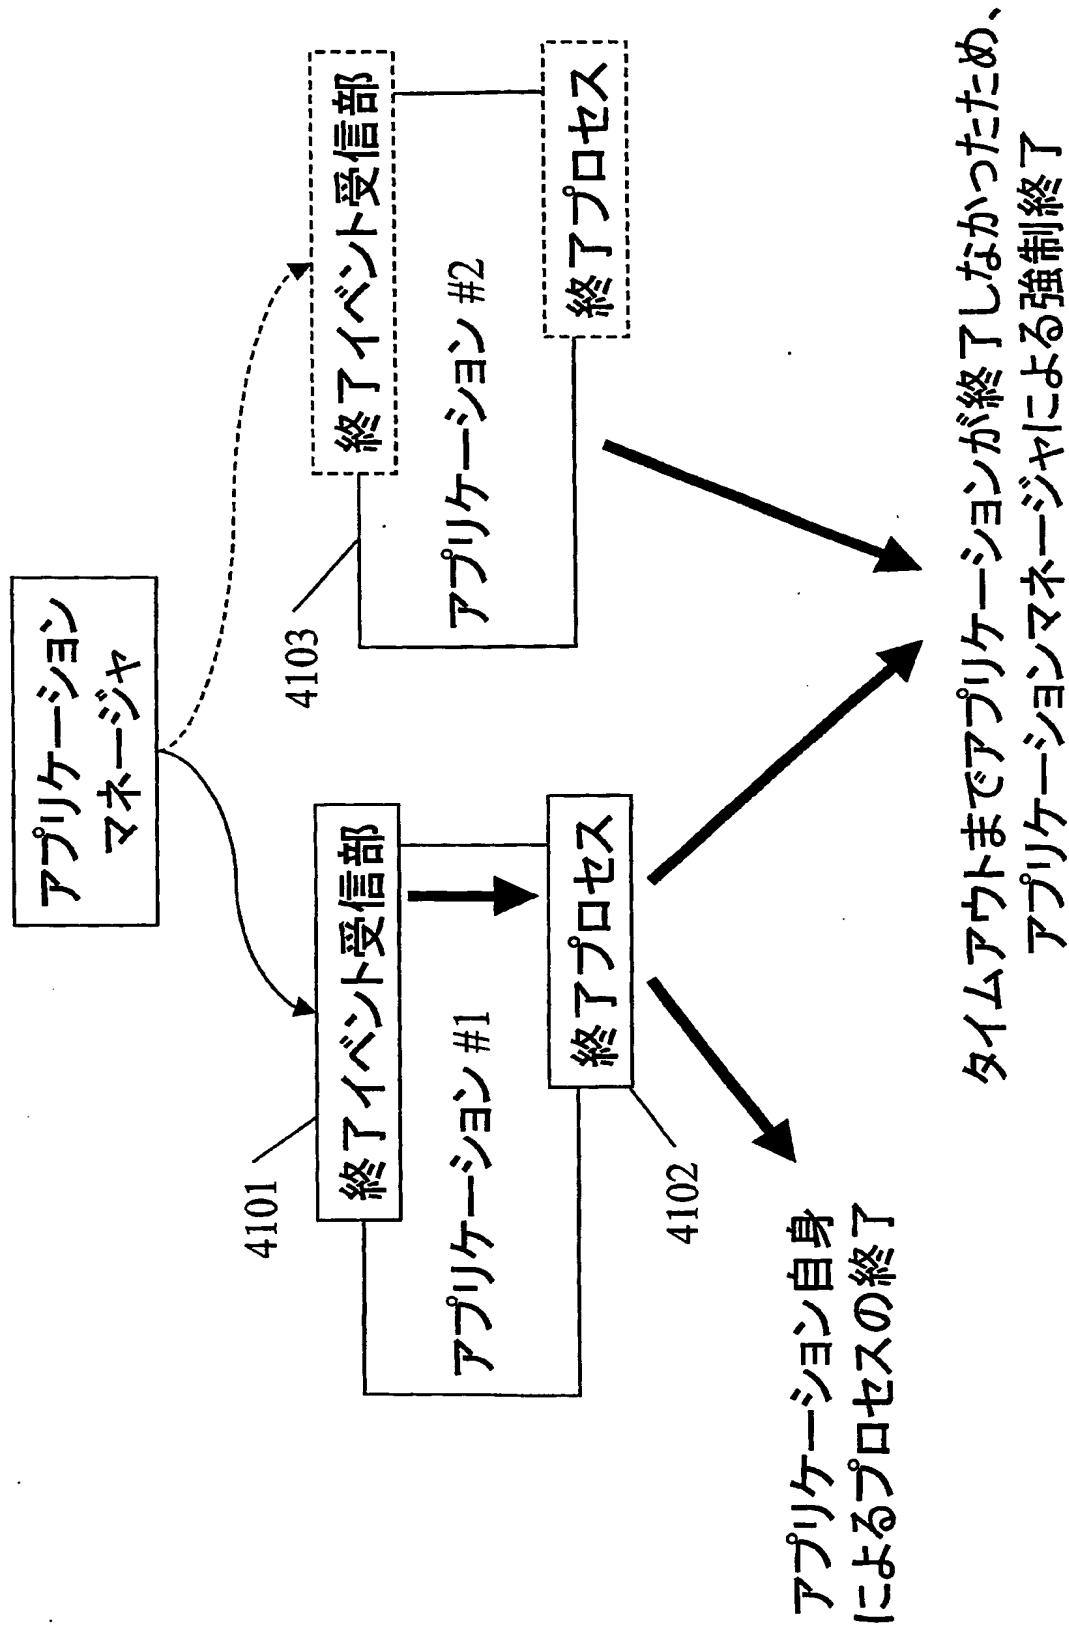 アプリケーション
マネージャ
4101
終了イベント受信部
アプリケーション #1
終了プロセス
4102
4103
終了イベント受信部
アプリケーション #2
終了プロセス
アプリケーション自身
によるプロセスの終了
タイムアウトまでアプリケーションが終了しなかったため、
アプリケーションマネージャによる強制終了